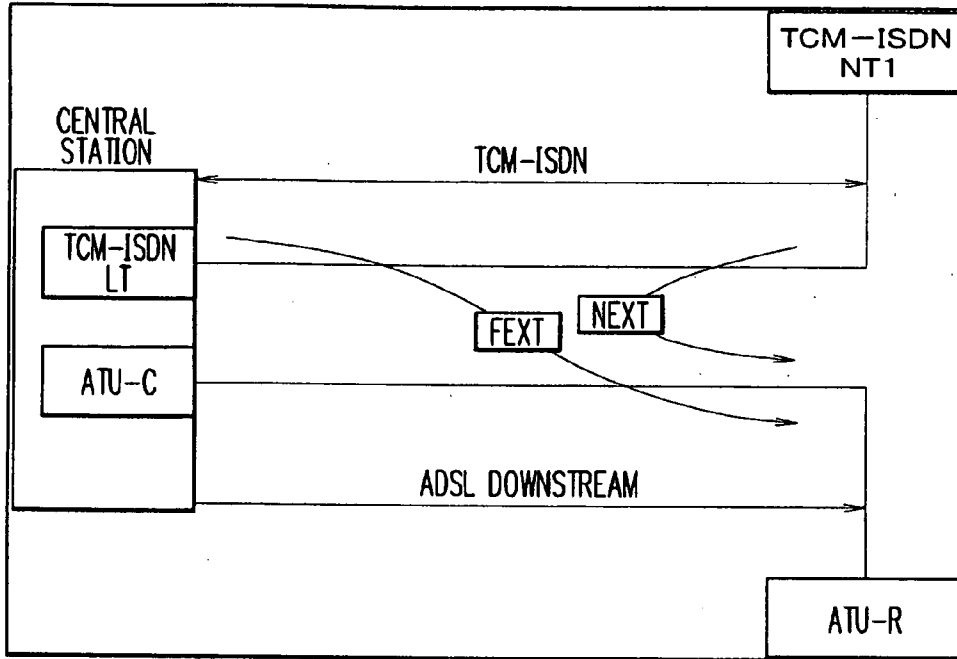 TCM-ISDN
NT1
CENTRAL
STATION
TCM-ISDN
TCM-ISDN
LT
FEXT
NEXT
ATU-C
ADSL DOWNSTREAM
ATU-R